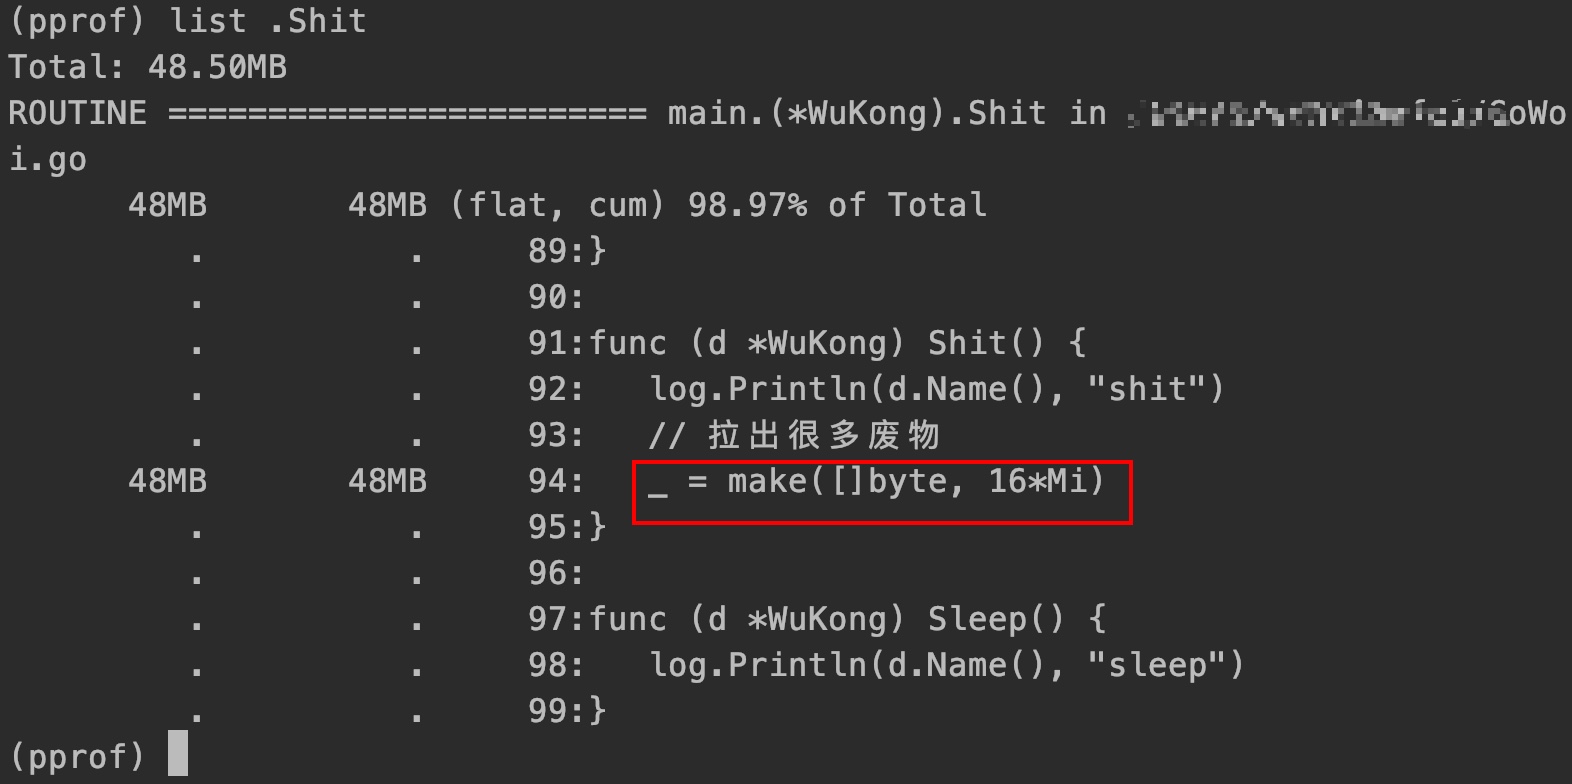 (pprof) list .Shit
Total: 48.50MB
ROUTINE ======================== main.(*WuKong).Shit in oWo
i.go
48MB 48MB (flat, cum) 98.97% of Total
. . 89:}
. . 90:
. . 91:func (d *WuKong) Shit() {
. . 92: log.Println(d.Name(), "shit")
. . 93: // 拉出很多废物
48MB 48MB 94: _ = make([]byte, 16*Mi)
. . 95:}
. . 96:
. . 97:func (d *WuKong) Sleep() {
. . 98: log.Println(d.Name(), "sleep")
. . 99:}
(pprof)